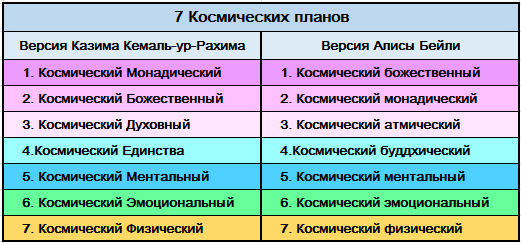 7 Космических планов
Версия Казима Кемаль-ур-Рахима Версия Алисы Бейли
1. Космический Монадический 1. Космический божественный
2. Космический Божественный 2. Космический монадический
3. Космический Духовный 3. Космический атмический
4.Космический Единства 4.Космический буддхический
5. Космический Ментальный 5. Космический ментальный
6. Космический Эмоциональный 6. Космический эмоциональный
7. Космический Физический 7. Космический физический